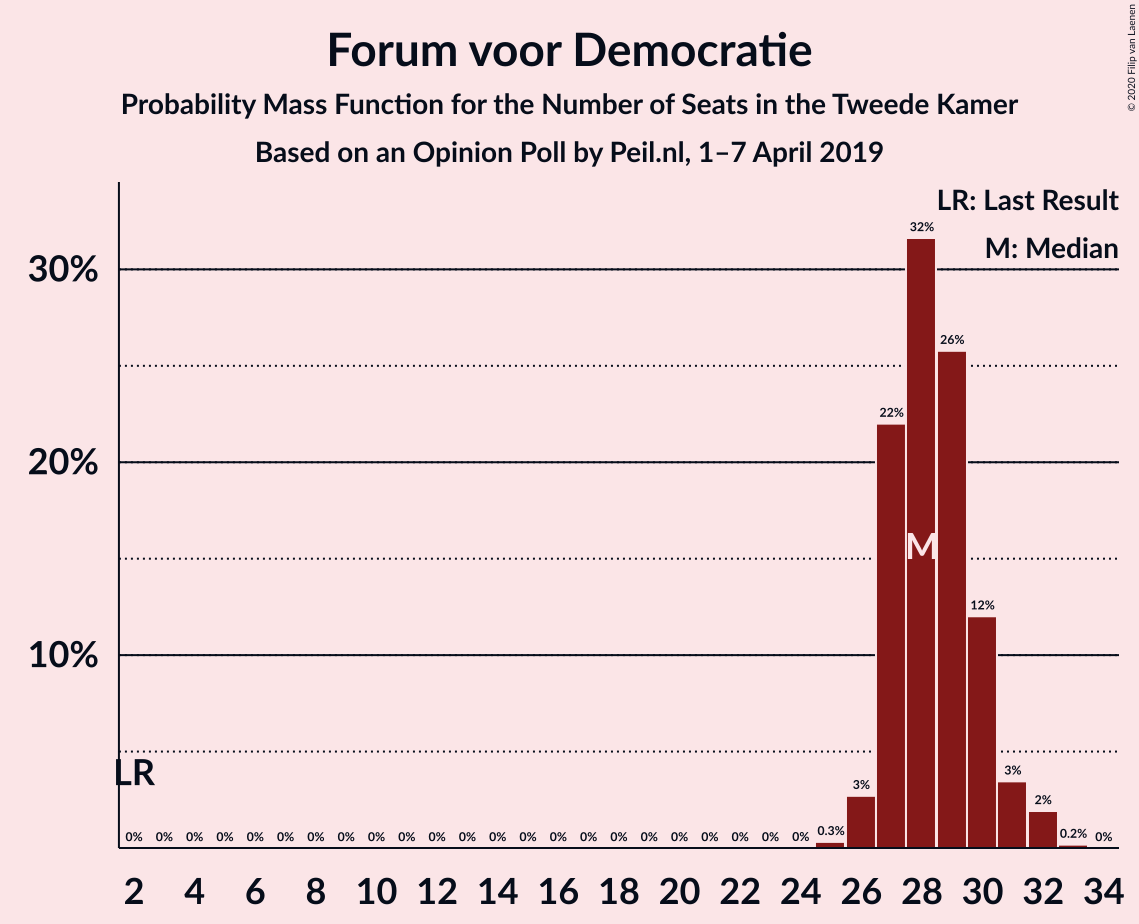 Forum voor Democratie
Probability Mass Function for the Number of Seats in the Tweede Kamer
Based on an Opinion Poll by Peil.nl, 1–7 April 2019
© 2020 Filip van Laenen
LR: Last Result
M: Median
30%
20%
10%
LR
M
0% 0% 0% 0% 0% 0% 0% 0% 0% 0% 0% 0% 0% 0% 0% 0% 0% 0% 0% 0% 0% 0% 0% 0.3% 3% 22% 32% 26% 12% 3% 2% 0.2% 0%
2 4 6 8 10 12 14 16 18 20 22 24 26 28 30 32 34